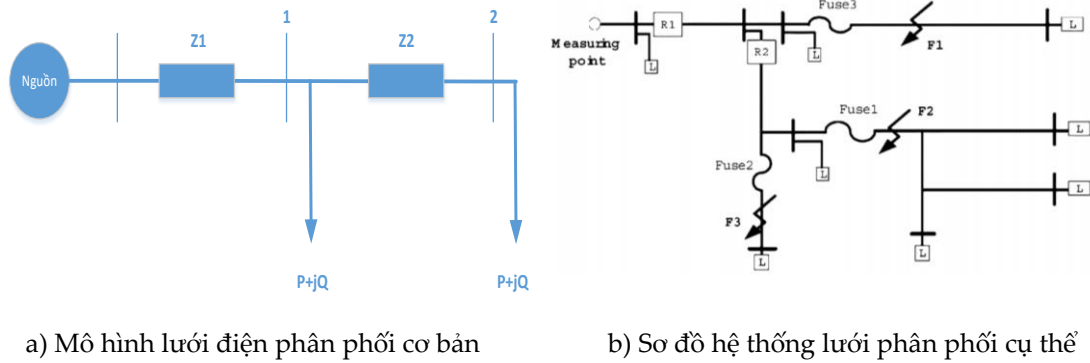 1
2
Z1
Z2
Nguồn
P+jQ
P+jQ
Measuring
point
R1
L
R2
L
Fuse3
F1
L
Fuse1
F2
L
L
L
L
Fuse2
F3
L
a) Mô hình lưới điện phân phối cơ bản
b) Sơ đồ hệ thống lưới phân phối cụ thể